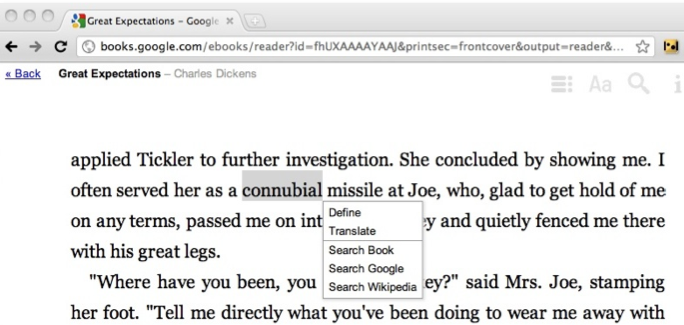 Great Expectations – Google
books.google.com/ebooks/reader?id=fhUXAAAAYAAJ&printsec=frontcover&output=reader&...
« Back Great Expectations – Charles Dickens Aa i
applied Tickler to further investigation. She concluded by showing me. I
often served her as a connubial missile at Joe, who, glad to get hold of me
on any terms, passed me on int y and quietly fenced me there
with his great legs.
"Where have you been, you ey?" said Mrs. Joe, stamping
her foot. "Tell me directly what you've been doing to wear me away with
Define
Translate
Search Book
Search Google
Search Wikipedia